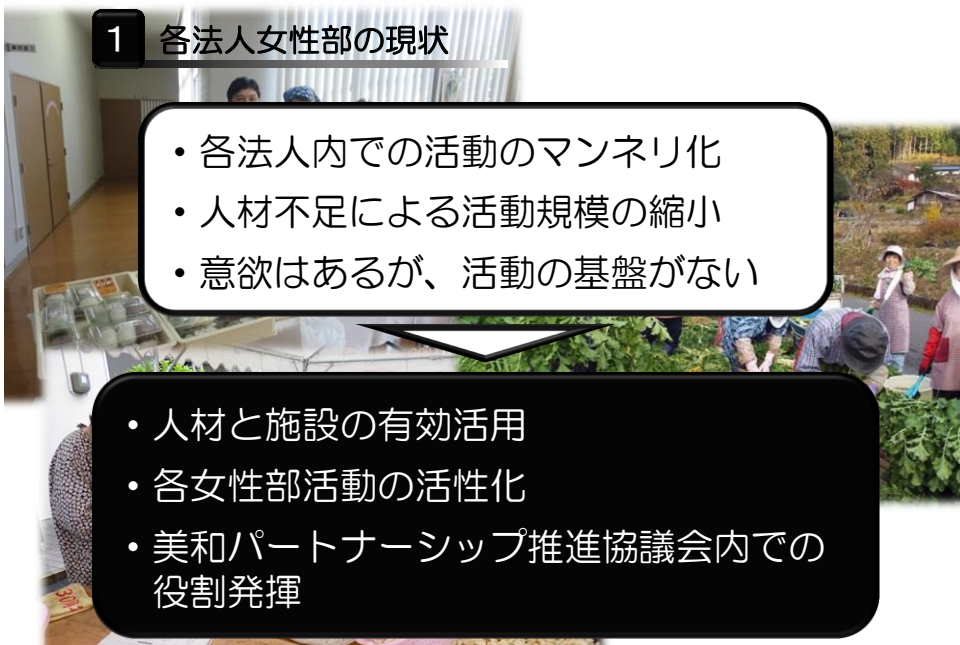 1 各法人女性部の現状
・各法人内での活動のマンネリ化
・人材不足による活動規模の縮小
・意欲はあるが、活動の基盤がない
・人材と施設の有効活用
・各女性部活動の活性化
・美和パートナーシップ推進協議会内での
役割発揮